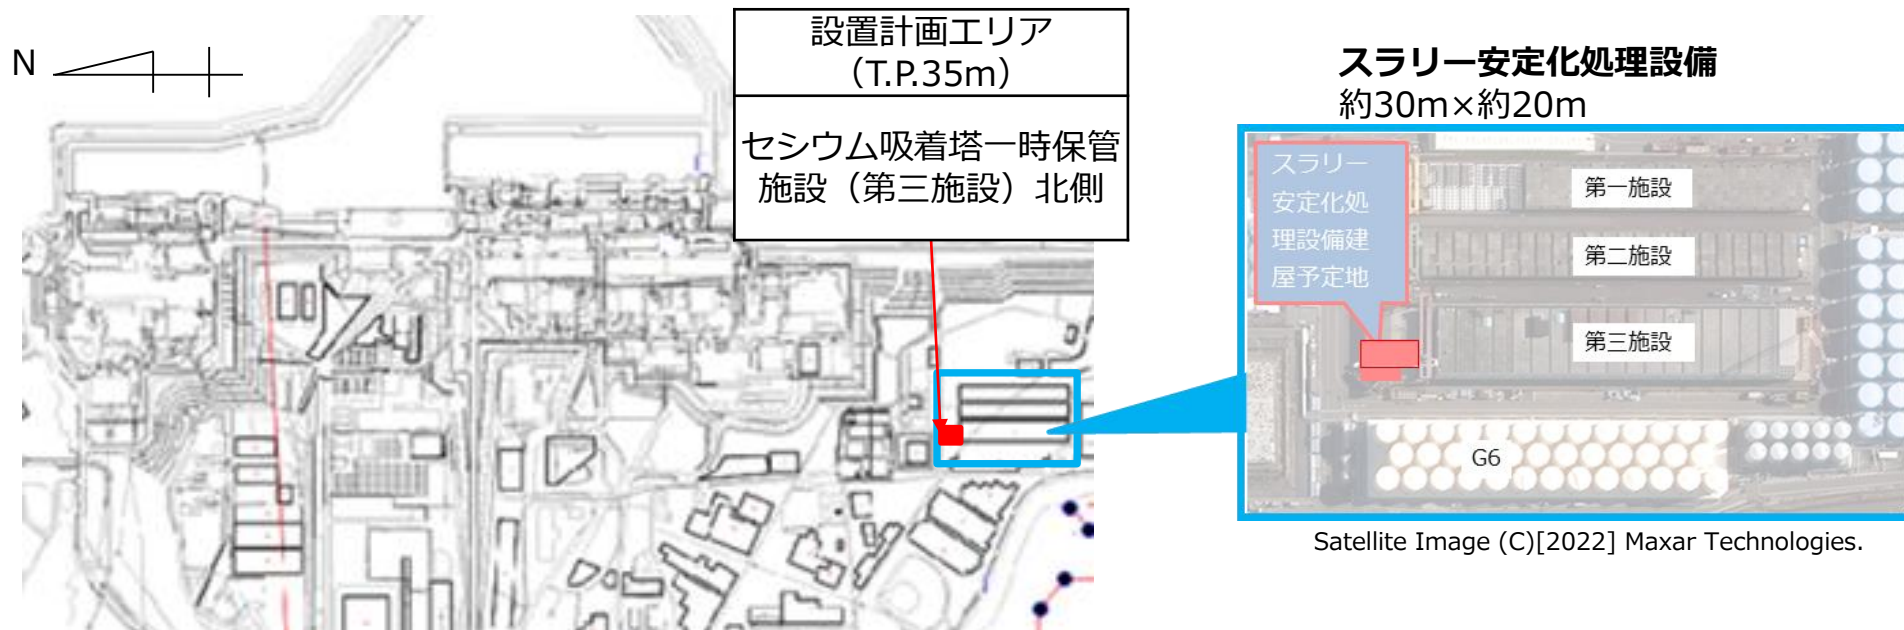 N
設置計画エリア
（T.P.35m）
セシウム吸着塔一時保管
施設（第三施設）北側
スラリー安定化処理設備
約30m×約20m
スラリー
安定化処
理設備建
屋予定地
第一施設
第二施設
第三施設
G6
Satellite Image (C)[2022] Maxar Technologies.